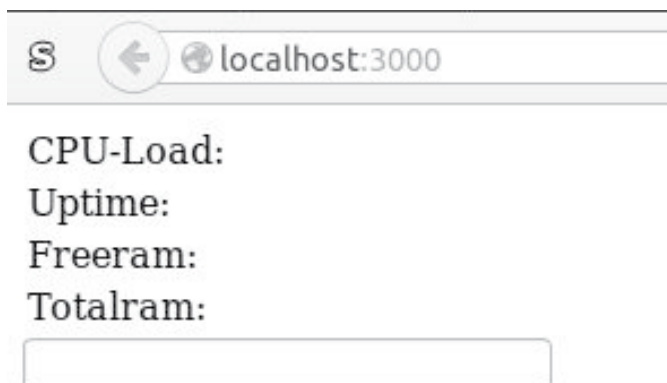 S
localhost:3000
CPU-Load:
Uptime:
Freeram:
Totalram: